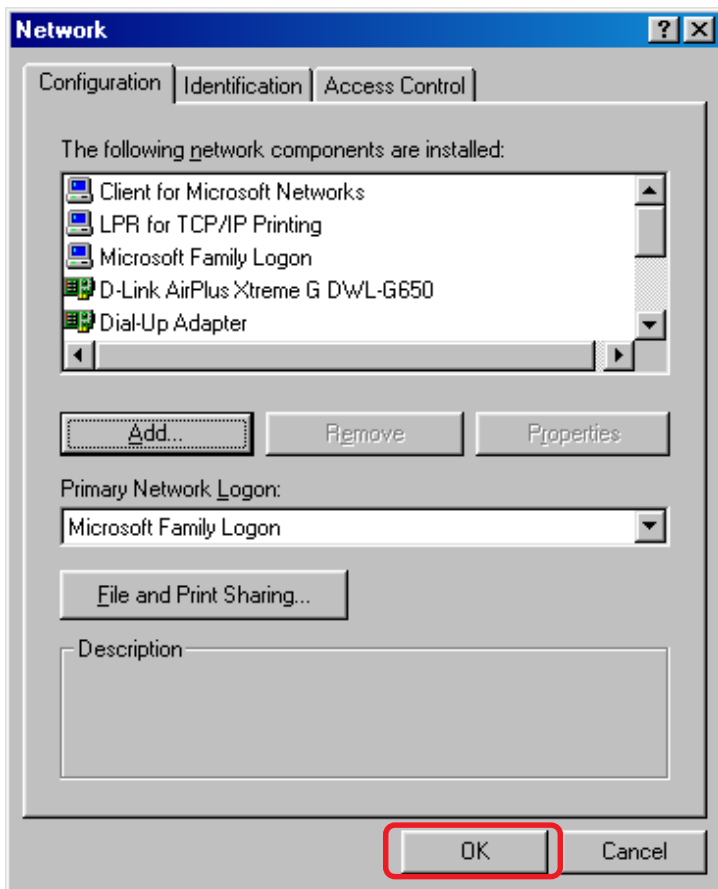 Network
Configuration Identification Access Control
The following network components are installed:
Client for Microsoft Networks
LPR for TCP/IP Printing
Microsoft Family Logon
D-Link AirPlus Xtreme G DWL-G650
Dial-Up Adapter
Add... Remove Properties
Primary Network Logon:
Microsoft Family Logon
File and Print Sharing...
Description
OK Cancel